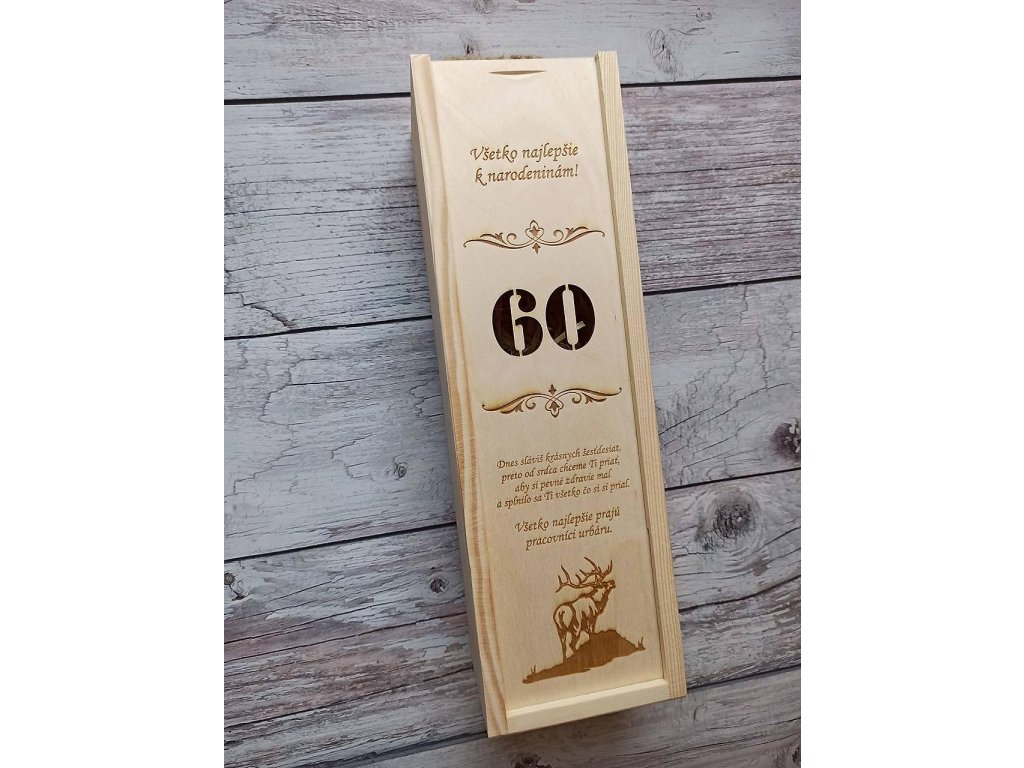 Všetko najlepšie
k narodeninám!
60
Dnes sláviš krásnych šesťdesiat,
preto od srdca chceme Ti priať,
aby si pevné zdravie mal
a splnilo sa Ti všetko čo si si prial.
Všetko najlepšie prajú
pracovníci urbáru.